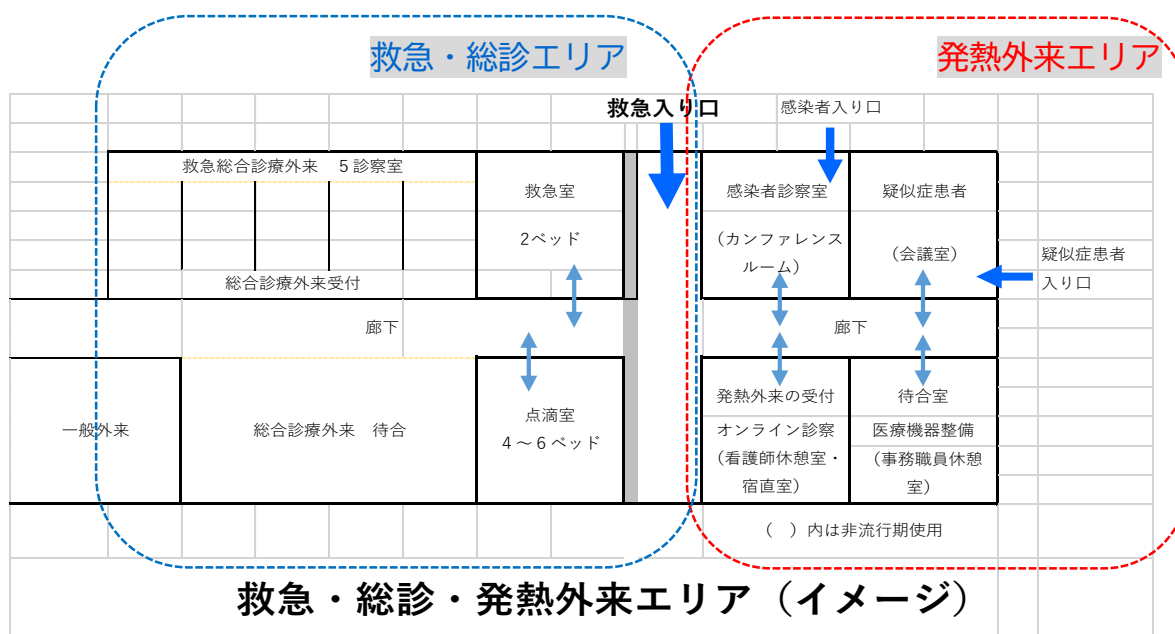 救急・総診エリア
発熱外来エリア
救急入り口
感染者入り口
救急総合診療外来　5診察室
救急室
2ベッド
感染者診察室
(カンファレンス
ルーム)
疑似症患者
(会議室)
疑似症患者
入り口
総合診療外来受付
廊下
廊下
一般外来
総合診療外来　待合
点滴室
4～6ベッド
発熱外来の受付
オンライン診察
(看護師休憩室・
宿直室)
待合室
医療機器整備
(事務職員休憩
室)
(　)内は非流行期使用
救急・総診・発熱外来エリア（イメージ）